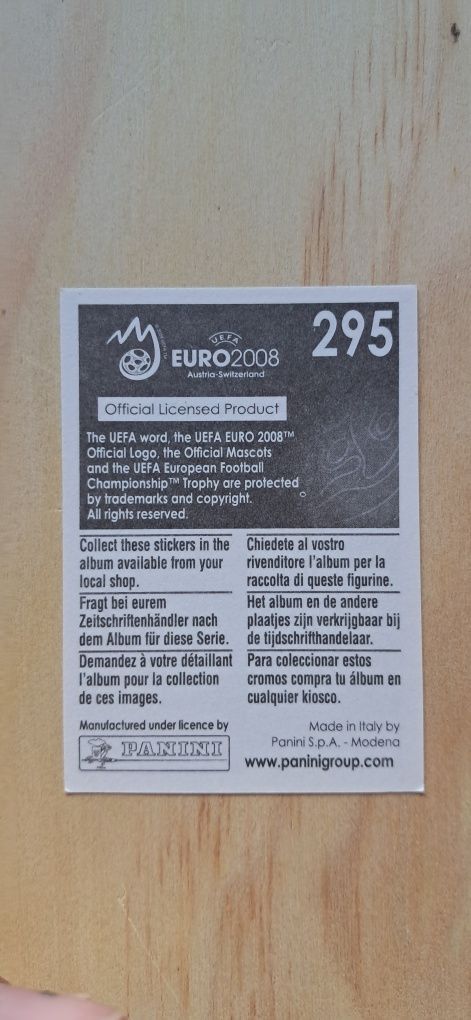 295
UEFA
EURO2008
Austria-Switzerland
Official Licensed Product
The UEFA word, the UEFA EURO 2008™
Official Logo, the Official Mascots
and the UEFA European Football
Championship™ Trophy are protected
by trademarks and copyright.
All rights reserved.
Collect these stickers in the
album available from your
local shop.
Chiedete al vostro
rivenditore l'album per la
raccolta di queste figurine.
Fragt bei eurem
Zeitschriftenhändler nach
dem Album für diese Serie.
Het album en de andere
plaatjes zijn verkrijgbaar bij
de tijdschrifthandelaar.
Demandez à votre détaillant
l'album pour la collection
de ces images.
Para coleccionar estos
cromos compra tu álbum en
cualquier kiosco.
Manufactured under licence by
PANINI
Made in Italy by
Panini S.p.A. - Modena
www.paninigroup.com